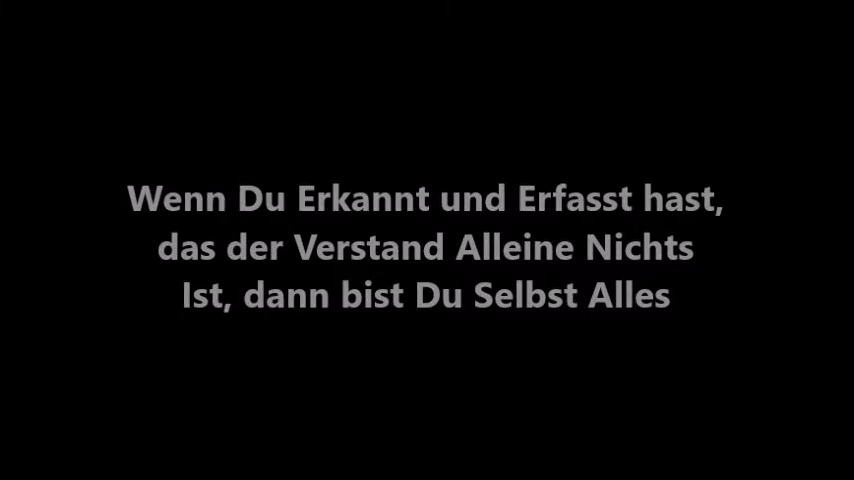 Wenn Du Erkannt und Erfasst hast,
das der Verstand Alleine Nichts
Ist, dann bist Du Selbst Alles